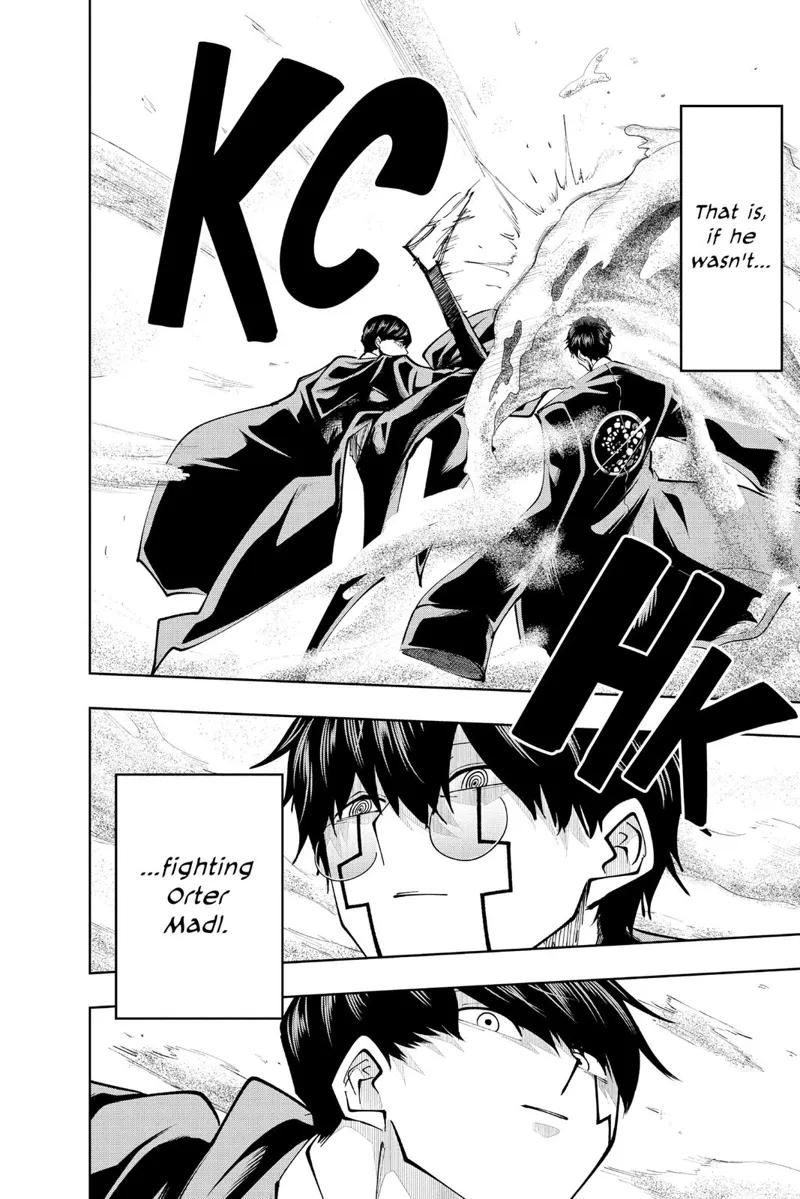 KC
That is,
if he
wasn't...
HK
...fighting
Orter
Madl.